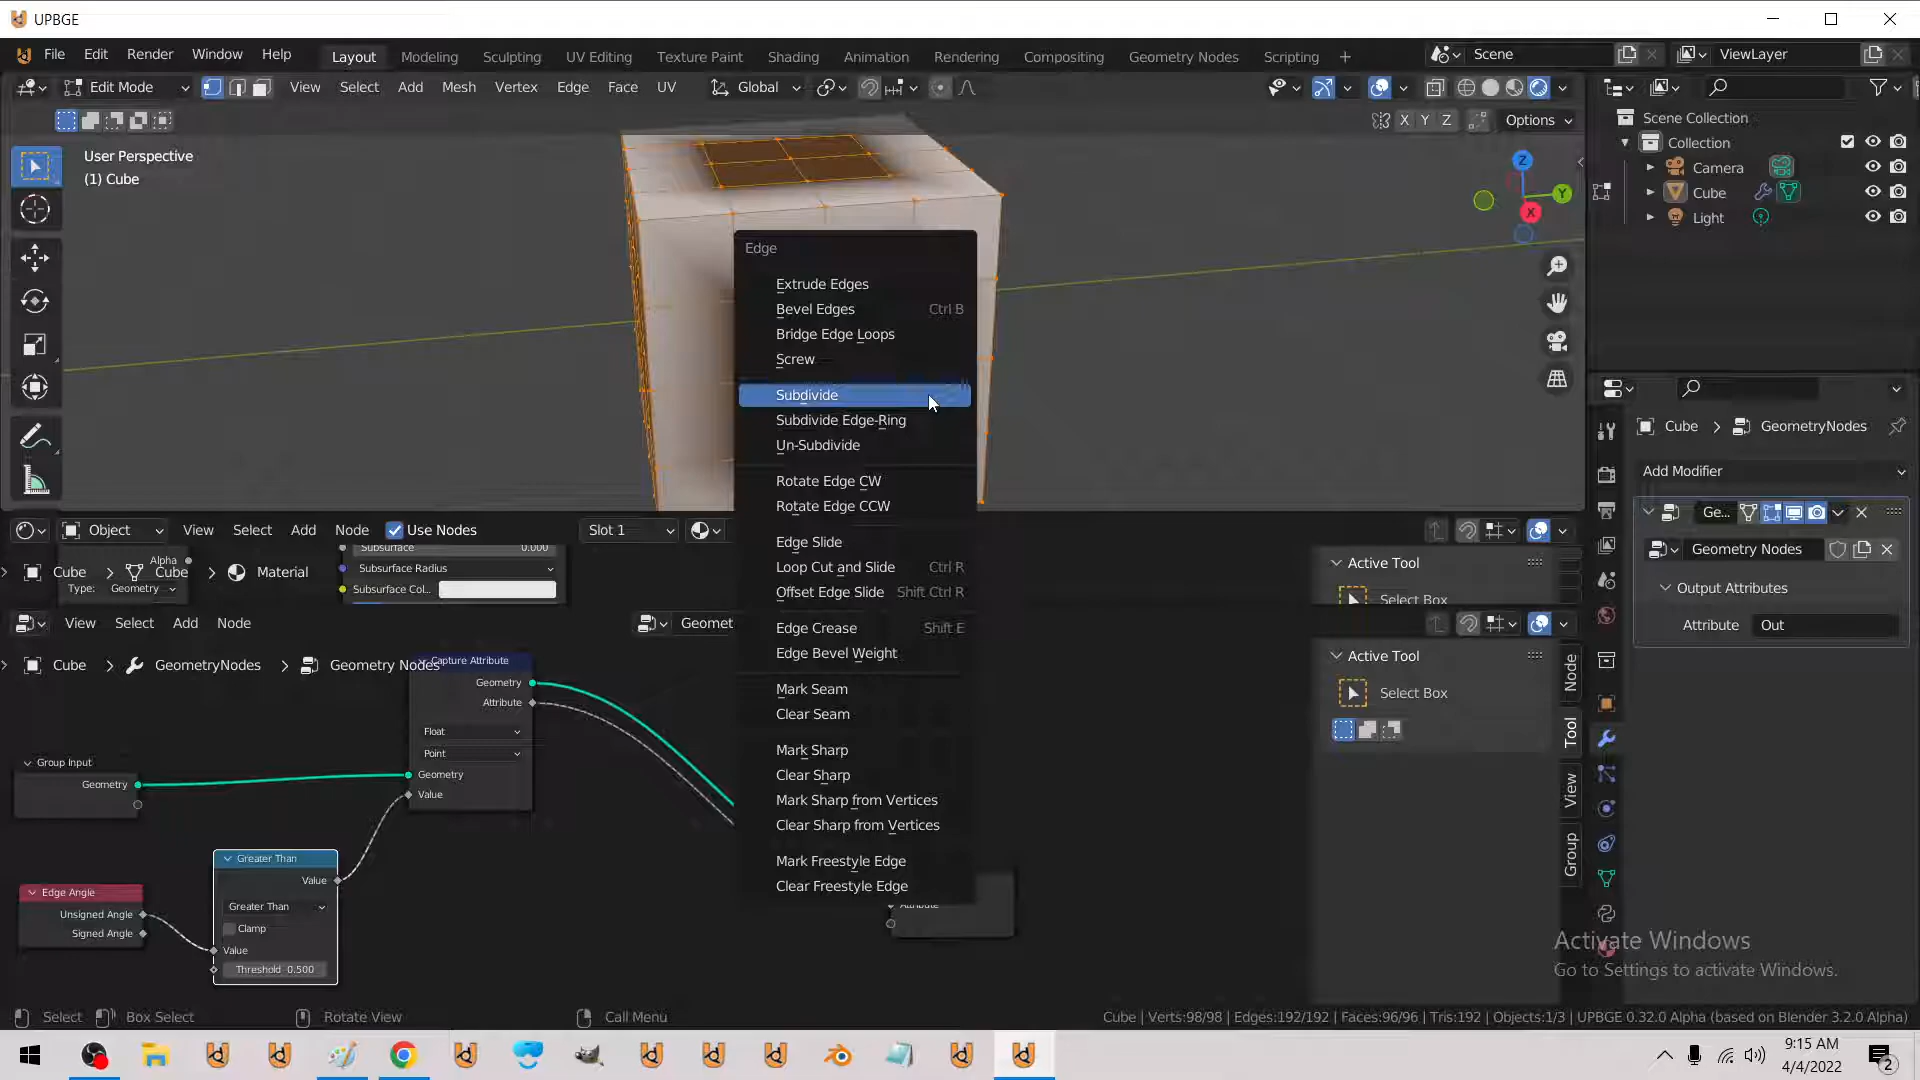 UPBGE
File Edit Render Window Help
Layout Modeling Sculpting UV Editing Texture Paint Shading Animation Rendering Compositing Geometry Nodes Scripting +
Scene
ViewLayer
Edit Mode
View Select Add Mesh Vertex Edge Face UV
Global
X Y Z
Options
User Perspective
(1) Cube
Z
Y
X
Scene Collection
Collection
Camera
Cube
Light
Edge
Extrude Edges
Bevel Edges Ctrl B
Bridge Edge Loops
Screw
Subdivide
Subdivide Edge-Ring
Un-Subdivide
Rotate Edge CW
Rotate Edge CCW
Edge Slide
Loop Cut and Slide Ctrl R
Offset Edge Slide Shift Ctrl R
Edge Crease Shift E
Edge Bevel Weight
Mark Seam
Clear Seam
Mark Sharp
Clear Sharp
Mark Sharp from Vertices
Clear Sharp from Vertices
Mark Freestyle Edge
Clear Freestyle Edge
Cube > GeometryNodes
Add Modifier
Ge...
Geometry Nodes
Output Attributes
Attribute Out
Object View Select Add Node Use Nodes Slot 1
Cube > Cube > Material
Alpha
Type: Geometry
Subsurface 0.000
Subsurface Radius
Subsurface Col...
Active Tool
Select Box
View Select Add Node
Geomet
Cube > GeometryNodes > Geometry Nodes
Capture Attribute
Geometry
Attribute
Float
Point
Geometry
Value
Group Input
Geometry
Greater Than
Value
Greater Than
Clamp
Value
Threshold 0.500
Edge Angle
Unsigned Angle
Signed Angle
Attribute
Active Tool
Select Box
Node
Tool
View
Group
Activate Windows
Go to Settings to activate Windows.
Select Box Select Rotate View Call Menu
Cube | Verts:98/98 | Edges:192/192 | Faces:96/96 | Tris:192 | Objects:1/3 | UPBGE 0.32.0 Alpha (based on Blender 3.2.0 Alpha)
9:15 AM
4/4/2022
2